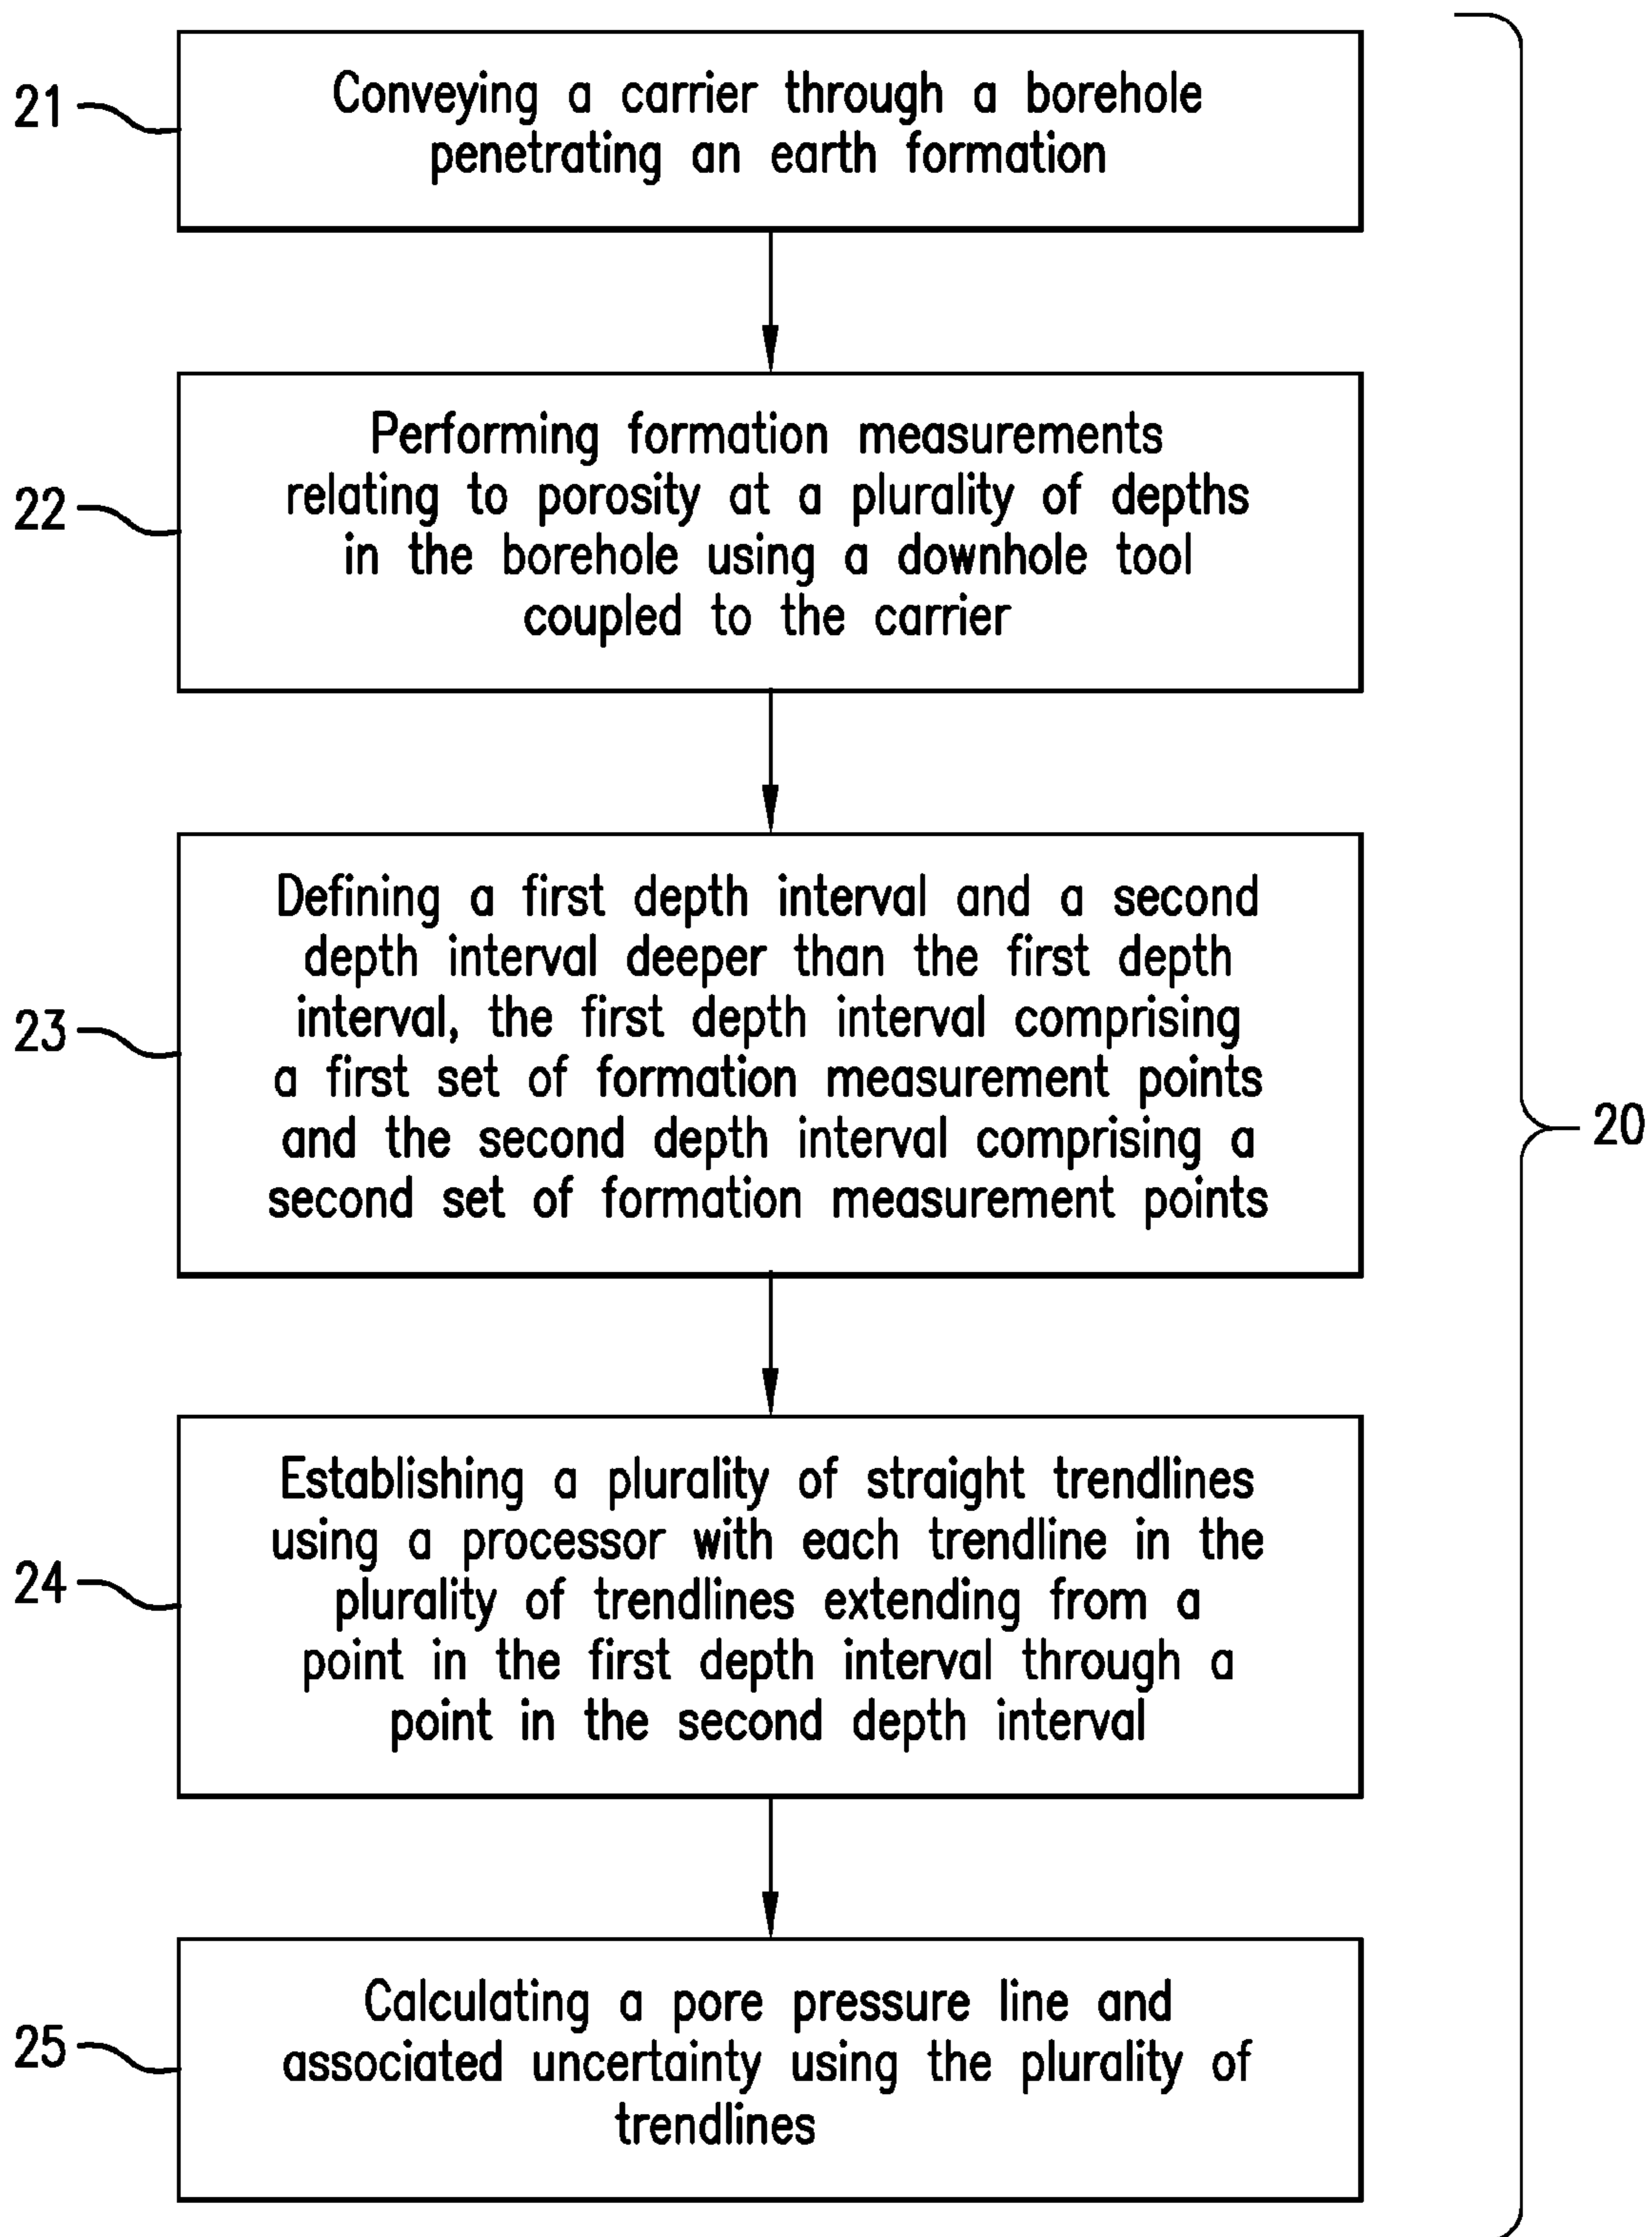 21
Conveying a carrier through a borehole
penetrating an earth formation
22
Performing formation measurements
relating to porosity at a plurality of depths
in the borehole using a downhole tool
coupled to the carrier
23
Defining a first depth interval and a second
depth interval deeper than the first depth
interval, the first depth interval comprising
a first set of formation measurement points
and the second depth interval comprising a
second set of formation measurement points
20
24
Establishing a plurality of straight trendlines
using a processor with each trendline in the
plurality of trendlines extending from a
point in the first depth interval through a
point in the second depth interval
25
Calculating a pore pressure line and
associated uncertainty using the plurality of
trendlines